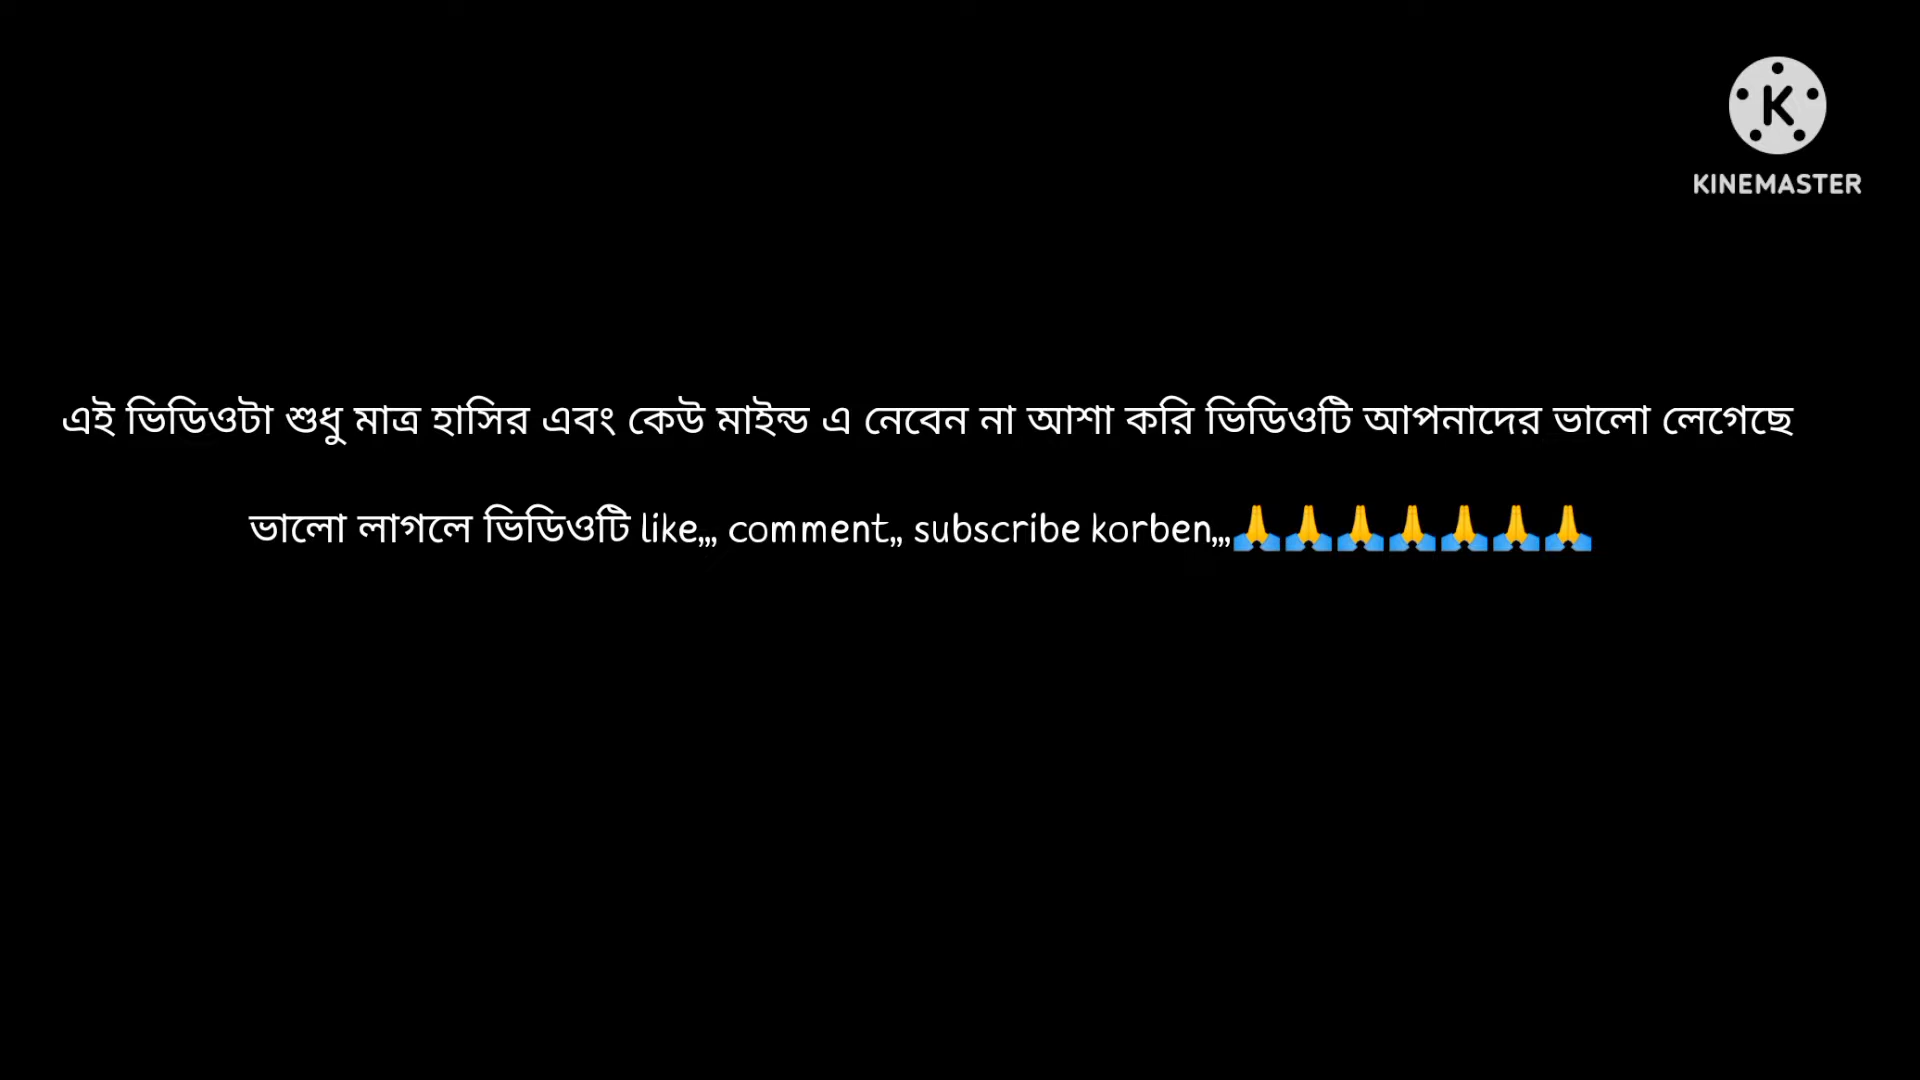 KINEMASTER
এই ভিডিওটা শুধু মাত্র হাসির এবং কেউ মাইন্ড এ নেবেন না আশা করি ভিডিওটি আপনাদের ভালো লেগেছে
ভালো লাগলে ভিডিওটি like,,, comment,, subscribe korben,,,🙏🙏🙏🙏🙏🙏🙏